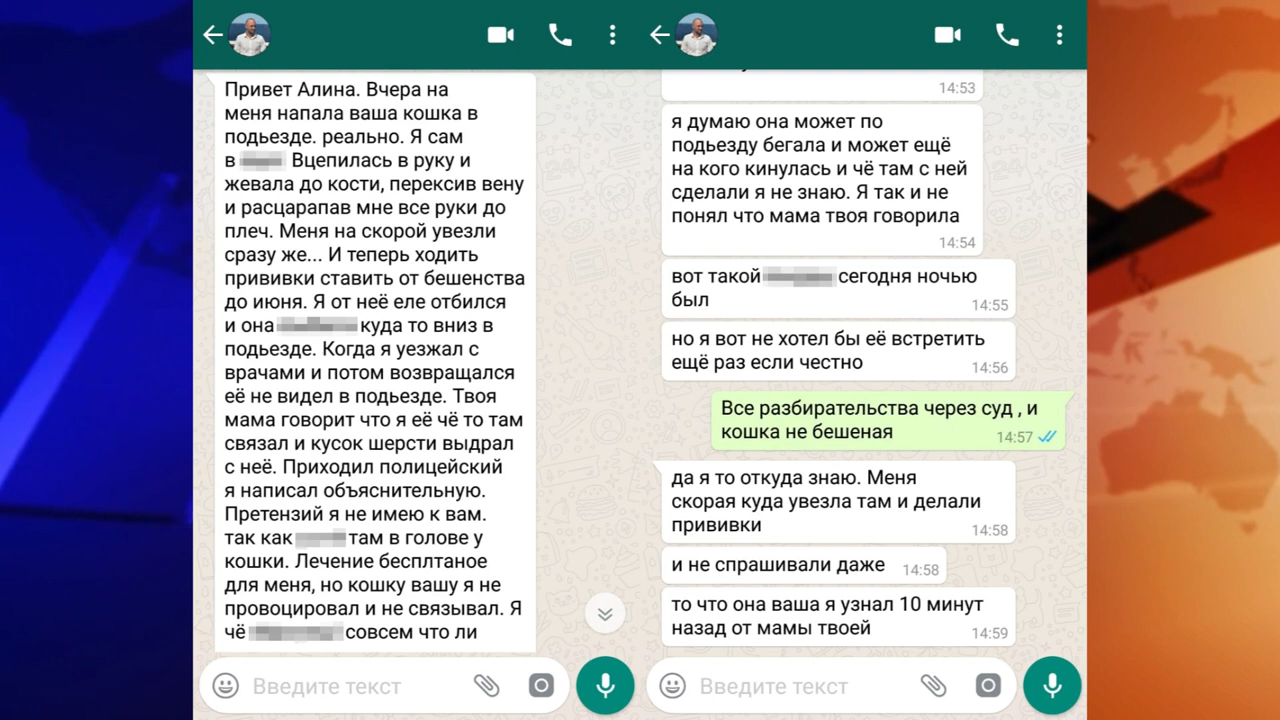 Привет Алина. Вчера на
меня напала ваша кошка в
подьезде. реально. Я сам
в Вцепилась в руку и
жевала до кости, перексив вену
и расцарапав мне все руки до
плеч. Меня на скорой увезли
сразу же... И теперь ходить
прививки ставить от бешенства
до июня. Я от неё еле отбился
и она куда то вниз в
подьезде. Когда я уезжал с
врачами и потом возвращался
её не видел в подьезде. Твоя
мама говорит что я её чё то там
связал и кусок шерсти выдрал
с неё. Приходил полицейский
я написал объяснительную.
Претензий я не имею к вам.
так как там в голове у
кошки. Лечение бесплтаное
для меня, но кошку вашу я не
провоцировал и не связывал. Я
чё совсем что ли
Введите текст
14:53
я думаю она может по
подьезду бегала и может ещё
на кого кинулась и чё там с ней
сделали я не знаю. Я так и не
понял что мама твоя говорила
14:54
вот такой сегодня ночью
был
14:55
но я вот не хотел бы её встретить
ещё раз если честно
14:56
Все разбирательства через суд , и
кошка не бешеная
14:57
да я то откуда знаю. Меня
скорая куда увезла там и делали
прививки
14:58
и не спрашивали даже
14:58
то что она ваша я узнал 10 минут
назад от мамы твоей
14:59
Введите текст